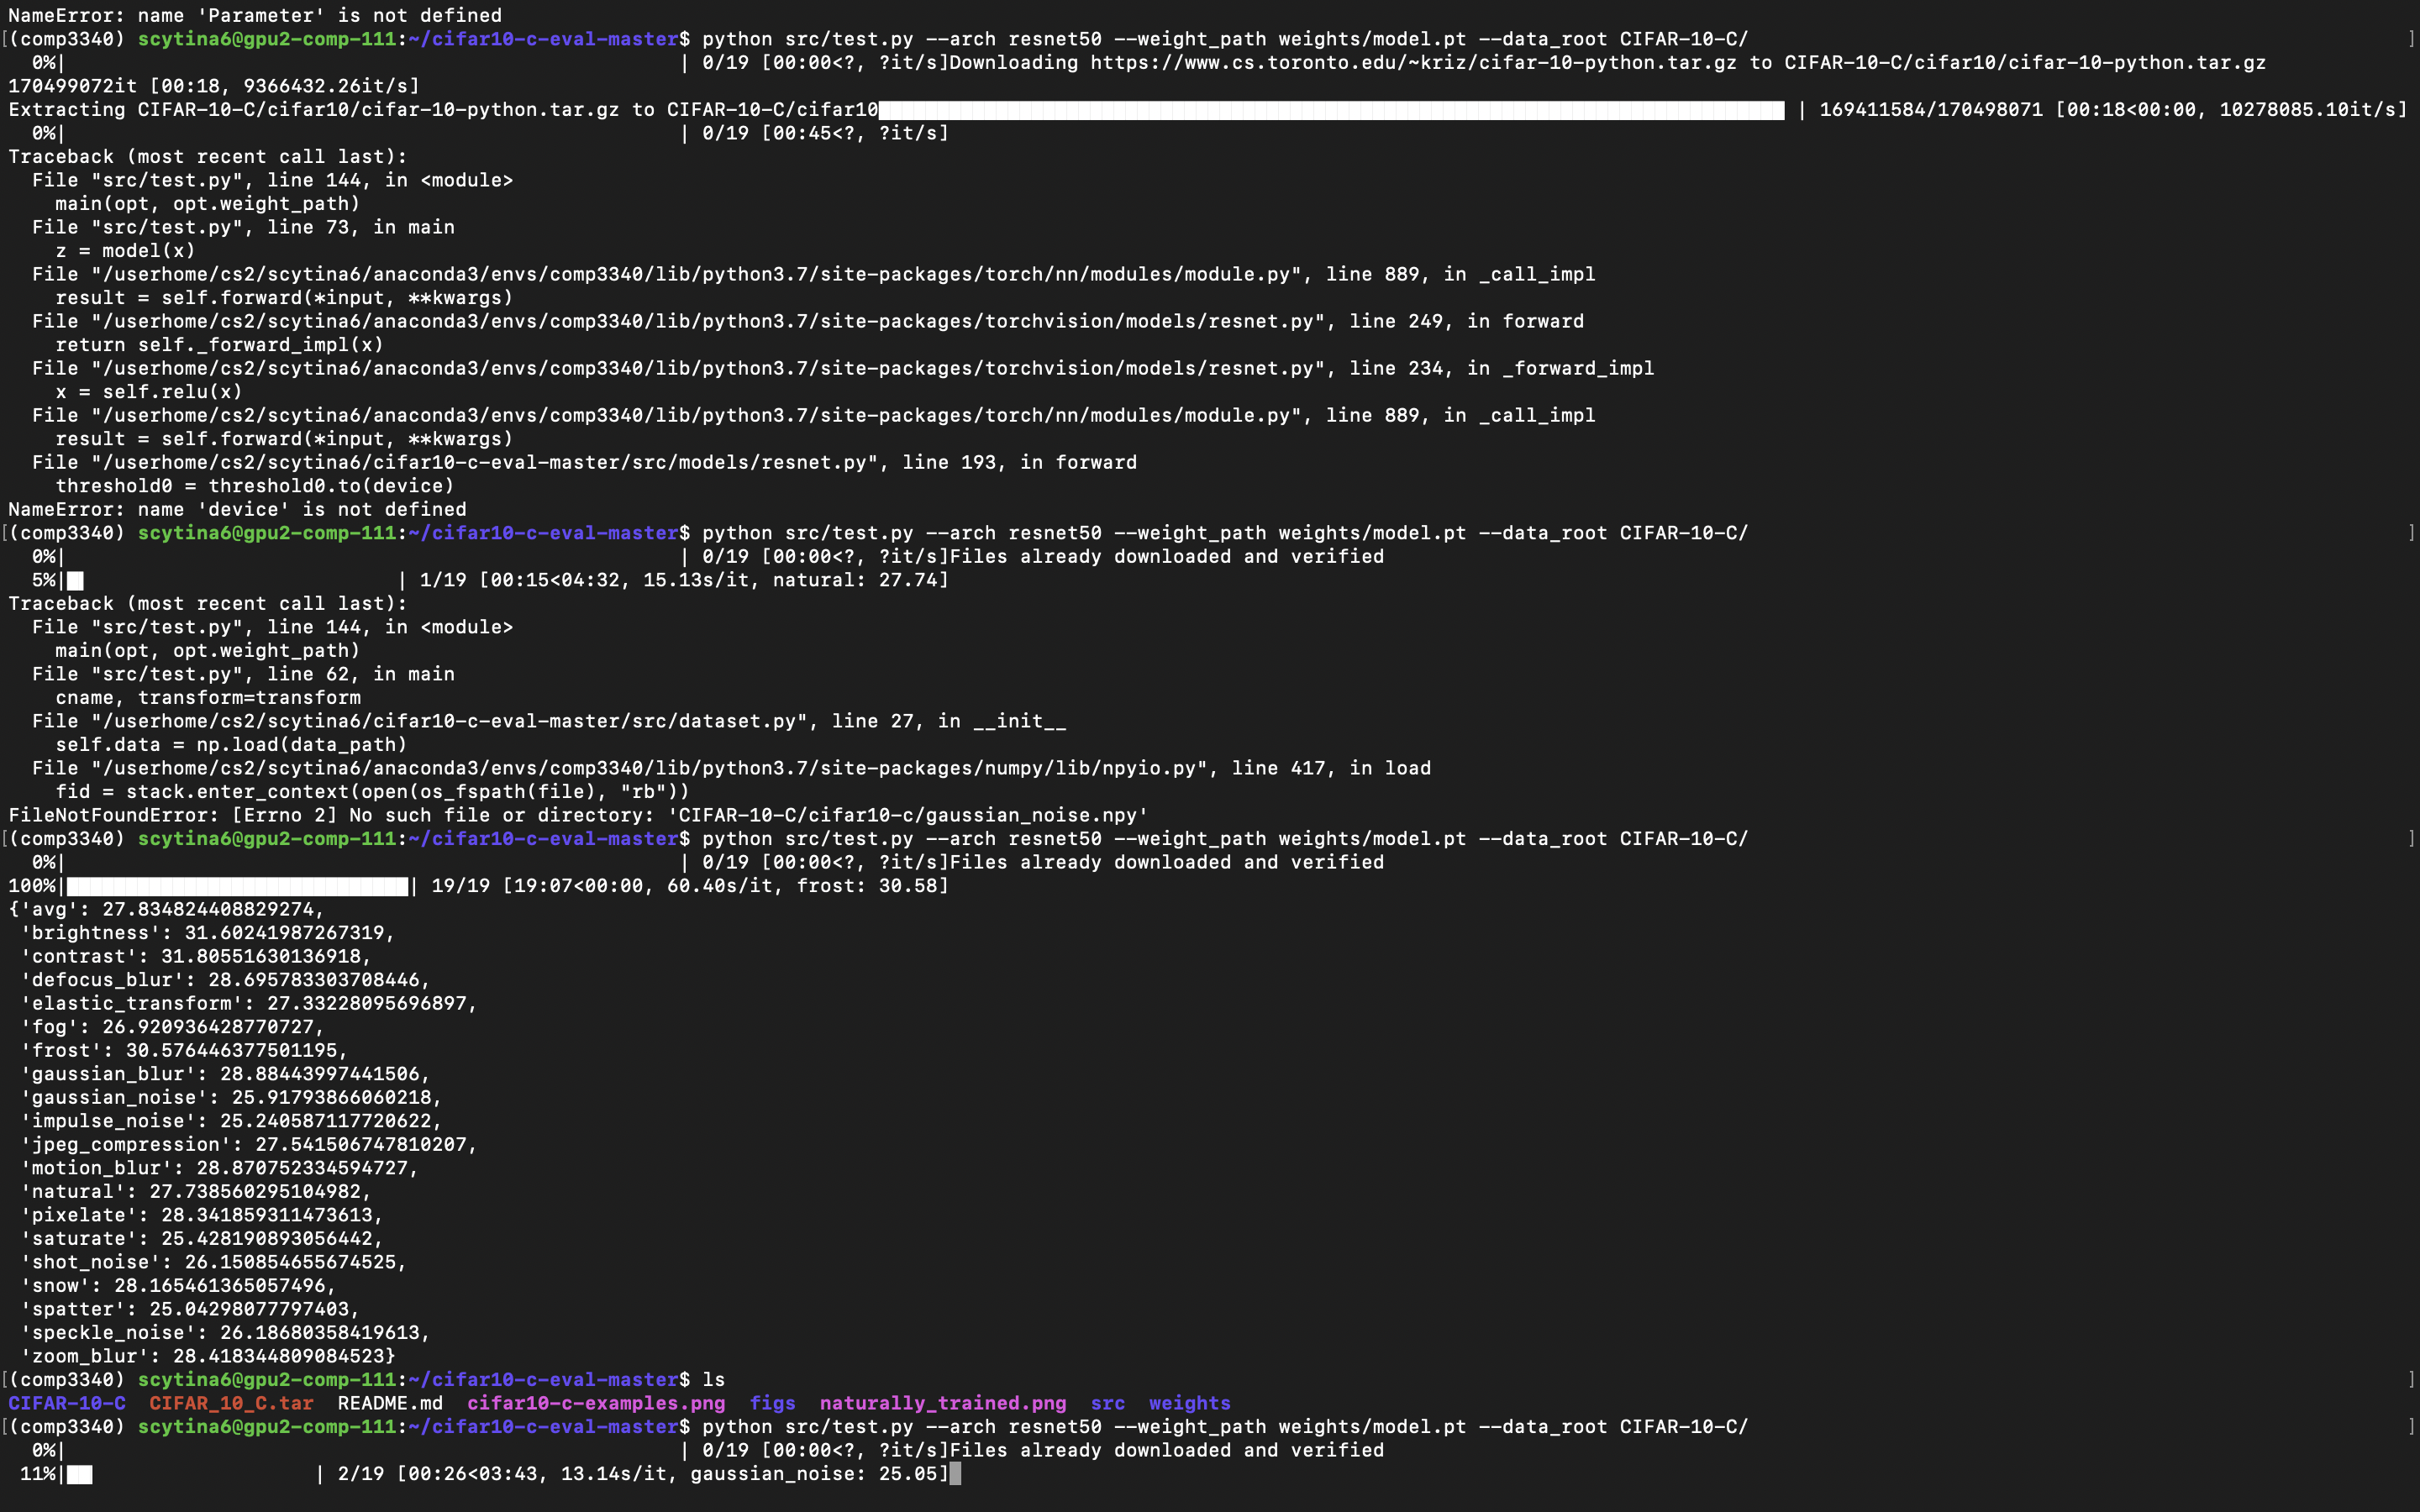 NameError: name 'Parameter' is not defined
[(comp3340) scytina6@gpu2-comp-111:~/cifar10-c-eval-master$ python src/test.py --arch resnet50 --weight_path weights/model.pt --data_root CIFAR-10-C/ ]
0%| | 0/19 [00:00<?, ?it/s]Downloading https://www.cs.toronto.edu/~kriz/cifar-10-python.tar.gz to CIFAR-10-C/cifar10/cifar-10-python.tar.gz
170499072it [00:18, 9366432.26it/s]
Extracting CIFAR-10-C/cifar10/cifar-10-python.tar.gz to CIFAR-10-C/cifar10 | 169411584/170498071 [00:18<00:00, 10278085.10it/s]
0%| | 0/19 [00:45<?, ?it/s]
Traceback (most recent call last):
File "src/test.py", line 144, in <module>
main(opt, opt.weight_path)
File "src/test.py", line 73, in main
z = model(x)
File "/userhome/cs2/scytina6/anaconda3/envs/comp3340/lib/python3.7/site-packages/torch/nn/modules/module.py", line 889, in _call_impl
result = self.forward(*input, **kwargs)
File "/userhome/cs2/scytina6/anaconda3/envs/comp3340/lib/python3.7/site-packages/torchvision/models/resnet.py", line 249, in forward
return self._forward_impl(x)
File "/userhome/cs2/scytina6/anaconda3/envs/comp3340/lib/python3.7/site-packages/torchvision/models/resnet.py", line 234, in _forward_impl
x = self.relu(x)
File "/userhome/cs2/scytina6/anaconda3/envs/comp3340/lib/python3.7/site-packages/torch/nn/modules/module.py", line 889, in _call_impl
result = self.forward(*input, **kwargs)
File "/userhome/cs2/scytina6/cifar10-c-eval-master/src/models/resnet.py", line 193, in forward
threshold0 = threshold0.to(device)
NameError: name 'device' is not defined
[(comp3340) scytina6@gpu2-comp-111:~/cifar10-c-eval-master$ python src/test.py --arch resnet50 --weight_path weights/model.pt --data_root CIFAR-10-C/ ]
0%| | 0/19 [00:00<?, ?it/s]Files already downloaded and verified
5%| | 1/19 [00:15<04:32, 15.13s/it, natural: 27.74]
Traceback (most recent call last):
File "src/test.py", line 144, in <module>
main(opt, opt.weight_path)
File "src/test.py", line 62, in main
cname, transform=transform
File "/userhome/cs2/scytina6/cifar10-c-eval-master/src/dataset.py", line 27, in __init__
self.data = np.load(data_path)
File "/userhome/cs2/scytina6/anaconda3/envs/comp3340/lib/python3.7/site-packages/numpy/lib/npyio.py", line 417, in load
fid = stack.enter_context(open(os_fspath(file), "rb"))
FileNotFoundError: [Errno 2] No such file or directory: 'CIFAR-10-C/cifar10-c/gaussian_noise.npy'
[(comp3340) scytina6@gpu2-comp-111:~/cifar10-c-eval-master$ python src/test.py --arch resnet50 --weight_path weights/model.pt --data_root CIFAR-10-C/ ]
0%| | 0/19 [00:00<?, ?it/s]Files already downloaded and verified
100%| | 19/19 [19:07<00:00, 60.40s/it, frost: 30.58]
{'avg': 27.834824408829274,
'brightness': 31.60241987267319,
'contrast': 31.80551630136918,
'defocus_blur': 28.695783303708446,
'elastic_transform': 27.33228095696897,
'fog': 26.920936428770727,
'frost': 30.576446377501195,
'gaussian_blur': 28.88443997441506,
'gaussian_noise': 25.91793866060218,
'impulse_noise': 25.240587117720622,
'jpeg_compression': 27.541506747810207,
'motion_blur': 28.870752334594727,
'natural': 27.738560295104982,
'pixelate': 28.341859311473613,
'saturate': 25.428190893056442,
'shot_noise': 26.150854655674525,
'snow': 28.165461365057496,
'spatter': 25.04298077797403,
'speckle_noise': 26.18680358419613,
'zoom_blur': 28.418344809084523}
[(comp3340) scytina6@gpu2-comp-111:~/cifar10-c-eval-master$ ls ]
CIFAR-10-C CIFAR_10_C.tar README.md cifar10-c-examples.png figs naturally_trained.png src weights
[(comp3340) scytina6@gpu2-comp-111:~/cifar10-c-eval-master$ python src/test.py --arch resnet50 --weight_path weights/model.pt --data_root CIFAR-10-C/ ]
0%| | 0/19 [00:00<?, ?it/s]Files already downloaded and verified
11%| | 2/19 [00:26<03:43, 13.14s/it, gaussian_noise: 25.05]